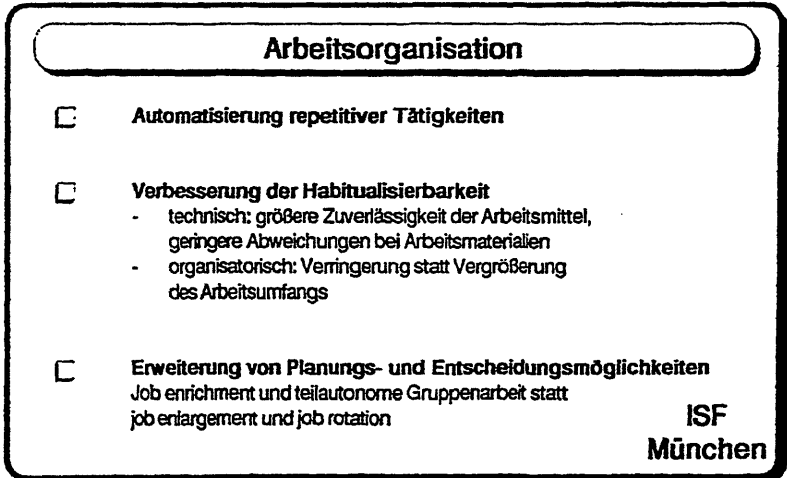 Arbeitsorganisation
Automatisierung repetitiver Tätigkeiten
Verbesserung der Habitualisierbarkeit
- technisch: größere Zuverlässigkeit der Arbeitsmittel,
geringere Abweichungen bei Arbeitsmaterialien
- organisatorisch: Verringerung statt Vergrößerung
des Arbeitsumfangs
Erweiterung von Planungs- und Entscheidungsmöglichkeiten
Job enrichment und teilautonome Gruppenarbeit statt
job enlargement und job rotation
ISF
München